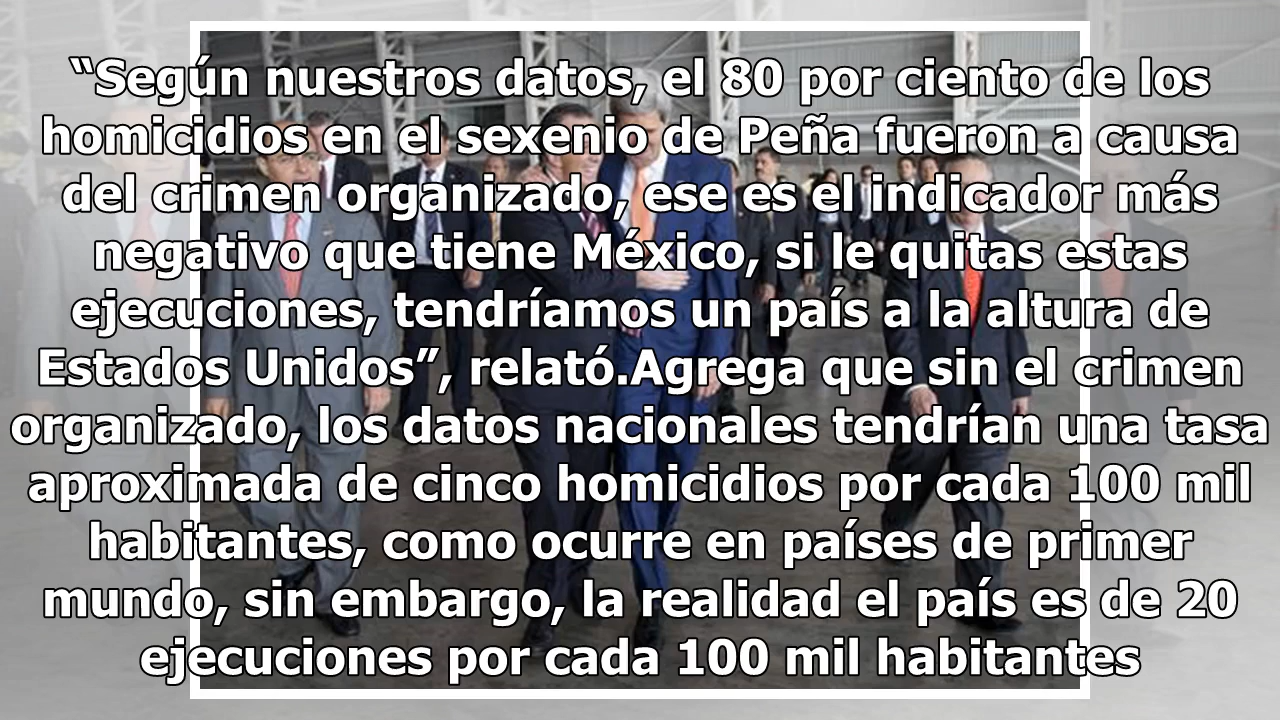 “Según nuestros datos, el 80 por ciento de los
homicidios en el sexenio de Peña fueron a causa
del crimen organizado, ese es el indicador más
negativo que tiene México, si le quitas estas
ejecuciones, tendríamos un país a la altura de
Estados Unidos”, relató.Agrega que sin el crimen
organizado, los datos nacionales tendrían una tasa
aproximada de cinco homicidios por cada 100 mil
habitantes, como ocurre en países de primer
mundo, sin embargo, la realidad el país es de 20
ejecuciones por cada 100 mil habitantes